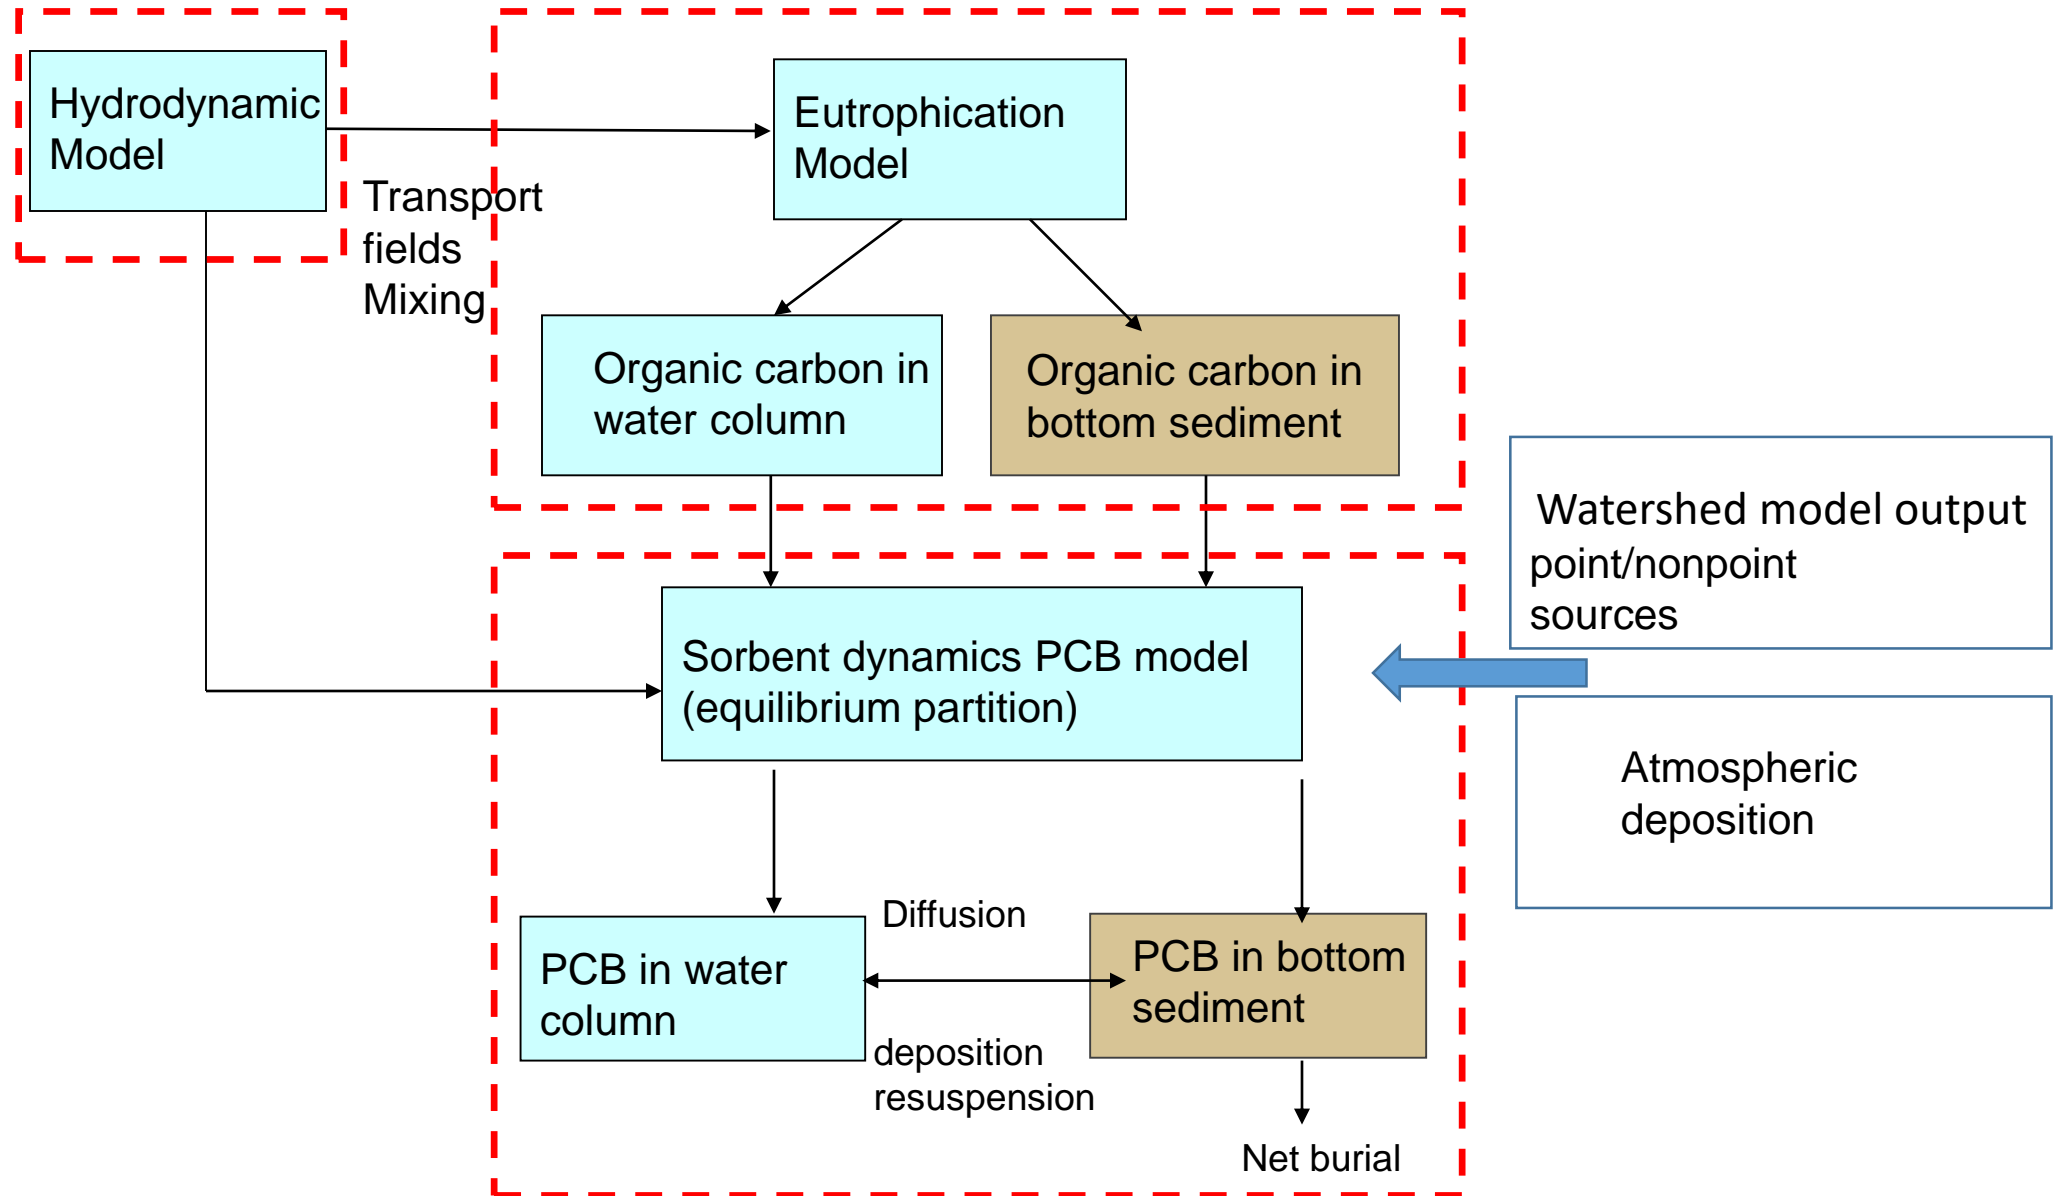 Hydrodynamic
Model
Eutrophication
Model
Transport
fields
Mixing
Organic carbon in
water column
Organic carbon in
bottom sediment
Watershed model output
point/nonpoint
sources
Sorbent dynamics PCB model
(equilibrium partition)
Atmospheric
deposition
Diffusion
PCB in water
column
PCB in bottom
sediment
deposition
resuspension
Net burial